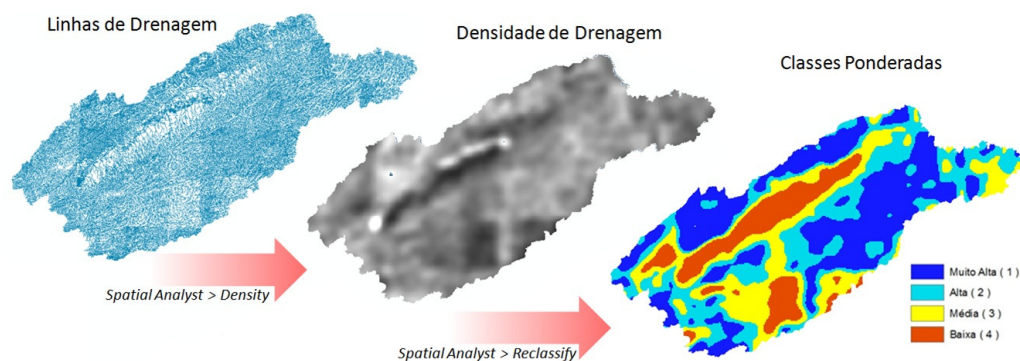 Linhas de Drenagem
Densidade de Drenagem
Classes Ponderadas
Spatial Analyst > Density
Spatial Analyst > Reclassify
Muito Alta ( 1 )
Alta ( 2 )
Média ( 3 )
Baixa ( 4 )